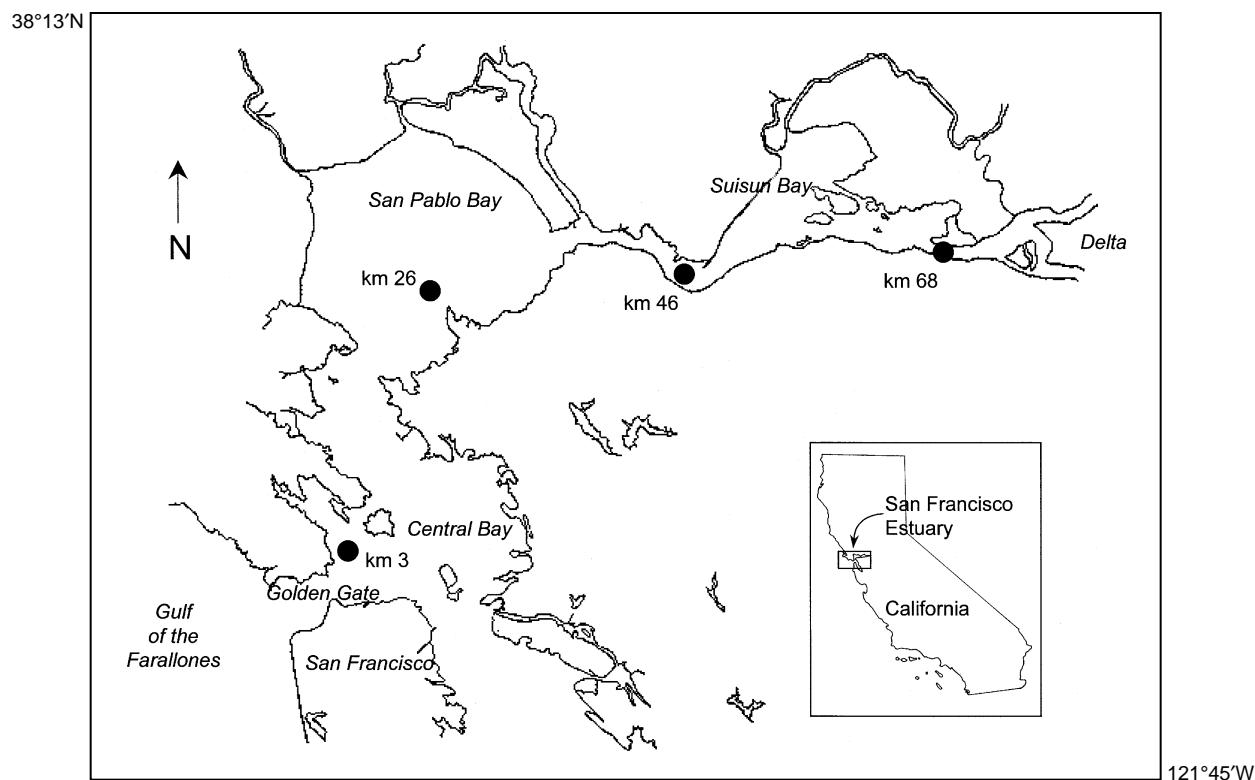 38°13′N
San Pablo Bay
Suisun Bay
N
Delta
km 26
km 46
km 68
San Francisco
Estuary
Central Bay
km 3
Golden Gate
California
Gulf
of the
Farallones
San Francisco
121°45′W